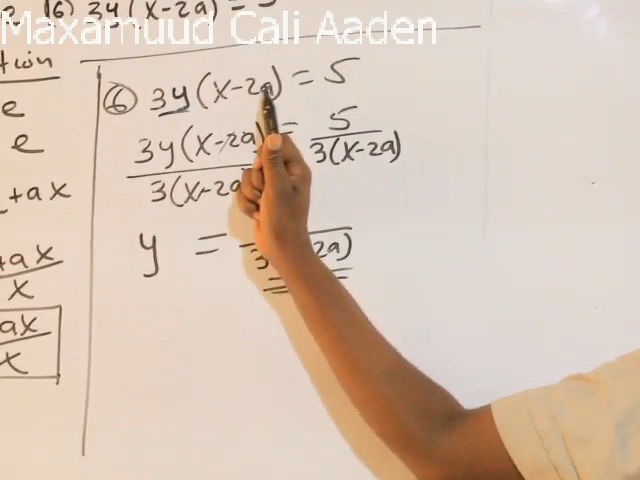 (6) 3y(x-2a) = 5
Maxamuud Cali Aaden
(6) 3y(x-2a) = 5
e
3y(x-2a) = 5
3(x-2a)
3(x-2a
e
+ax
y =
2a)
+ax
x
ax
x